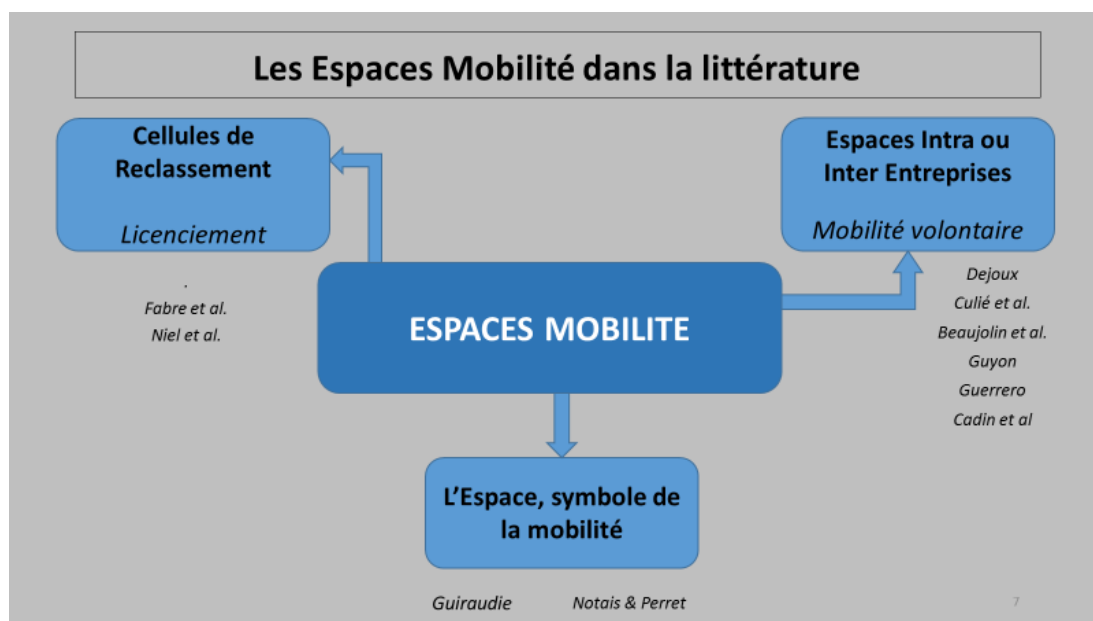 Les Espaces Mobilité dans la littérature
Cellules de
Reclassement
Licenciement
.
Fabre et al.
Niel et al.
Espaces Intra ou
Inter Entreprises
Mobilité volontaire
Dejoux
Culié et al.
Beaujolin et al.
Guyon
Guerrero
Cadin et al
ESPACES MOBILITE
L’Espace, symbole de
la mobilité
Guiraudie
Notais & Perret
7